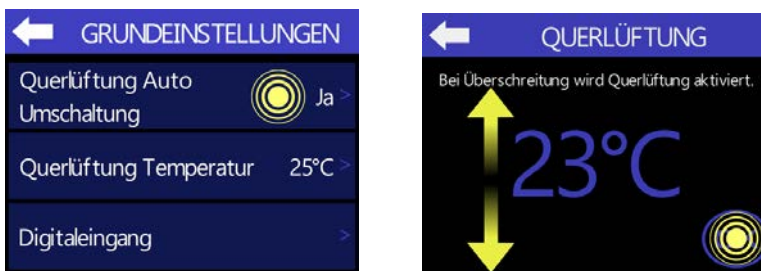 GRUNDEINSTELLUNGEN
Querlüftung Auto
Umschaltung
Ja >
Querlüftung Temperatur 25°C >
Digitaleingang >
QUERLÜFTUNG
Bei Überschreitung wird Querlüftung aktiviert.
23°C